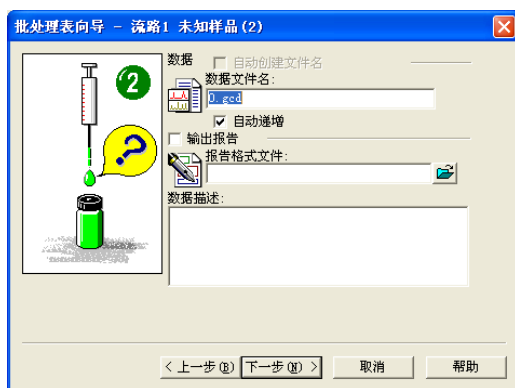 批处理表向导 - 流路1 未知样品(2)
2
?
数据
自动创建文件名
数据文件名:
0.gcd
自动递增
输出报告
报告格式文件:
数据描述:
< 上一步(B)
下一步(N) >
取消
帮助